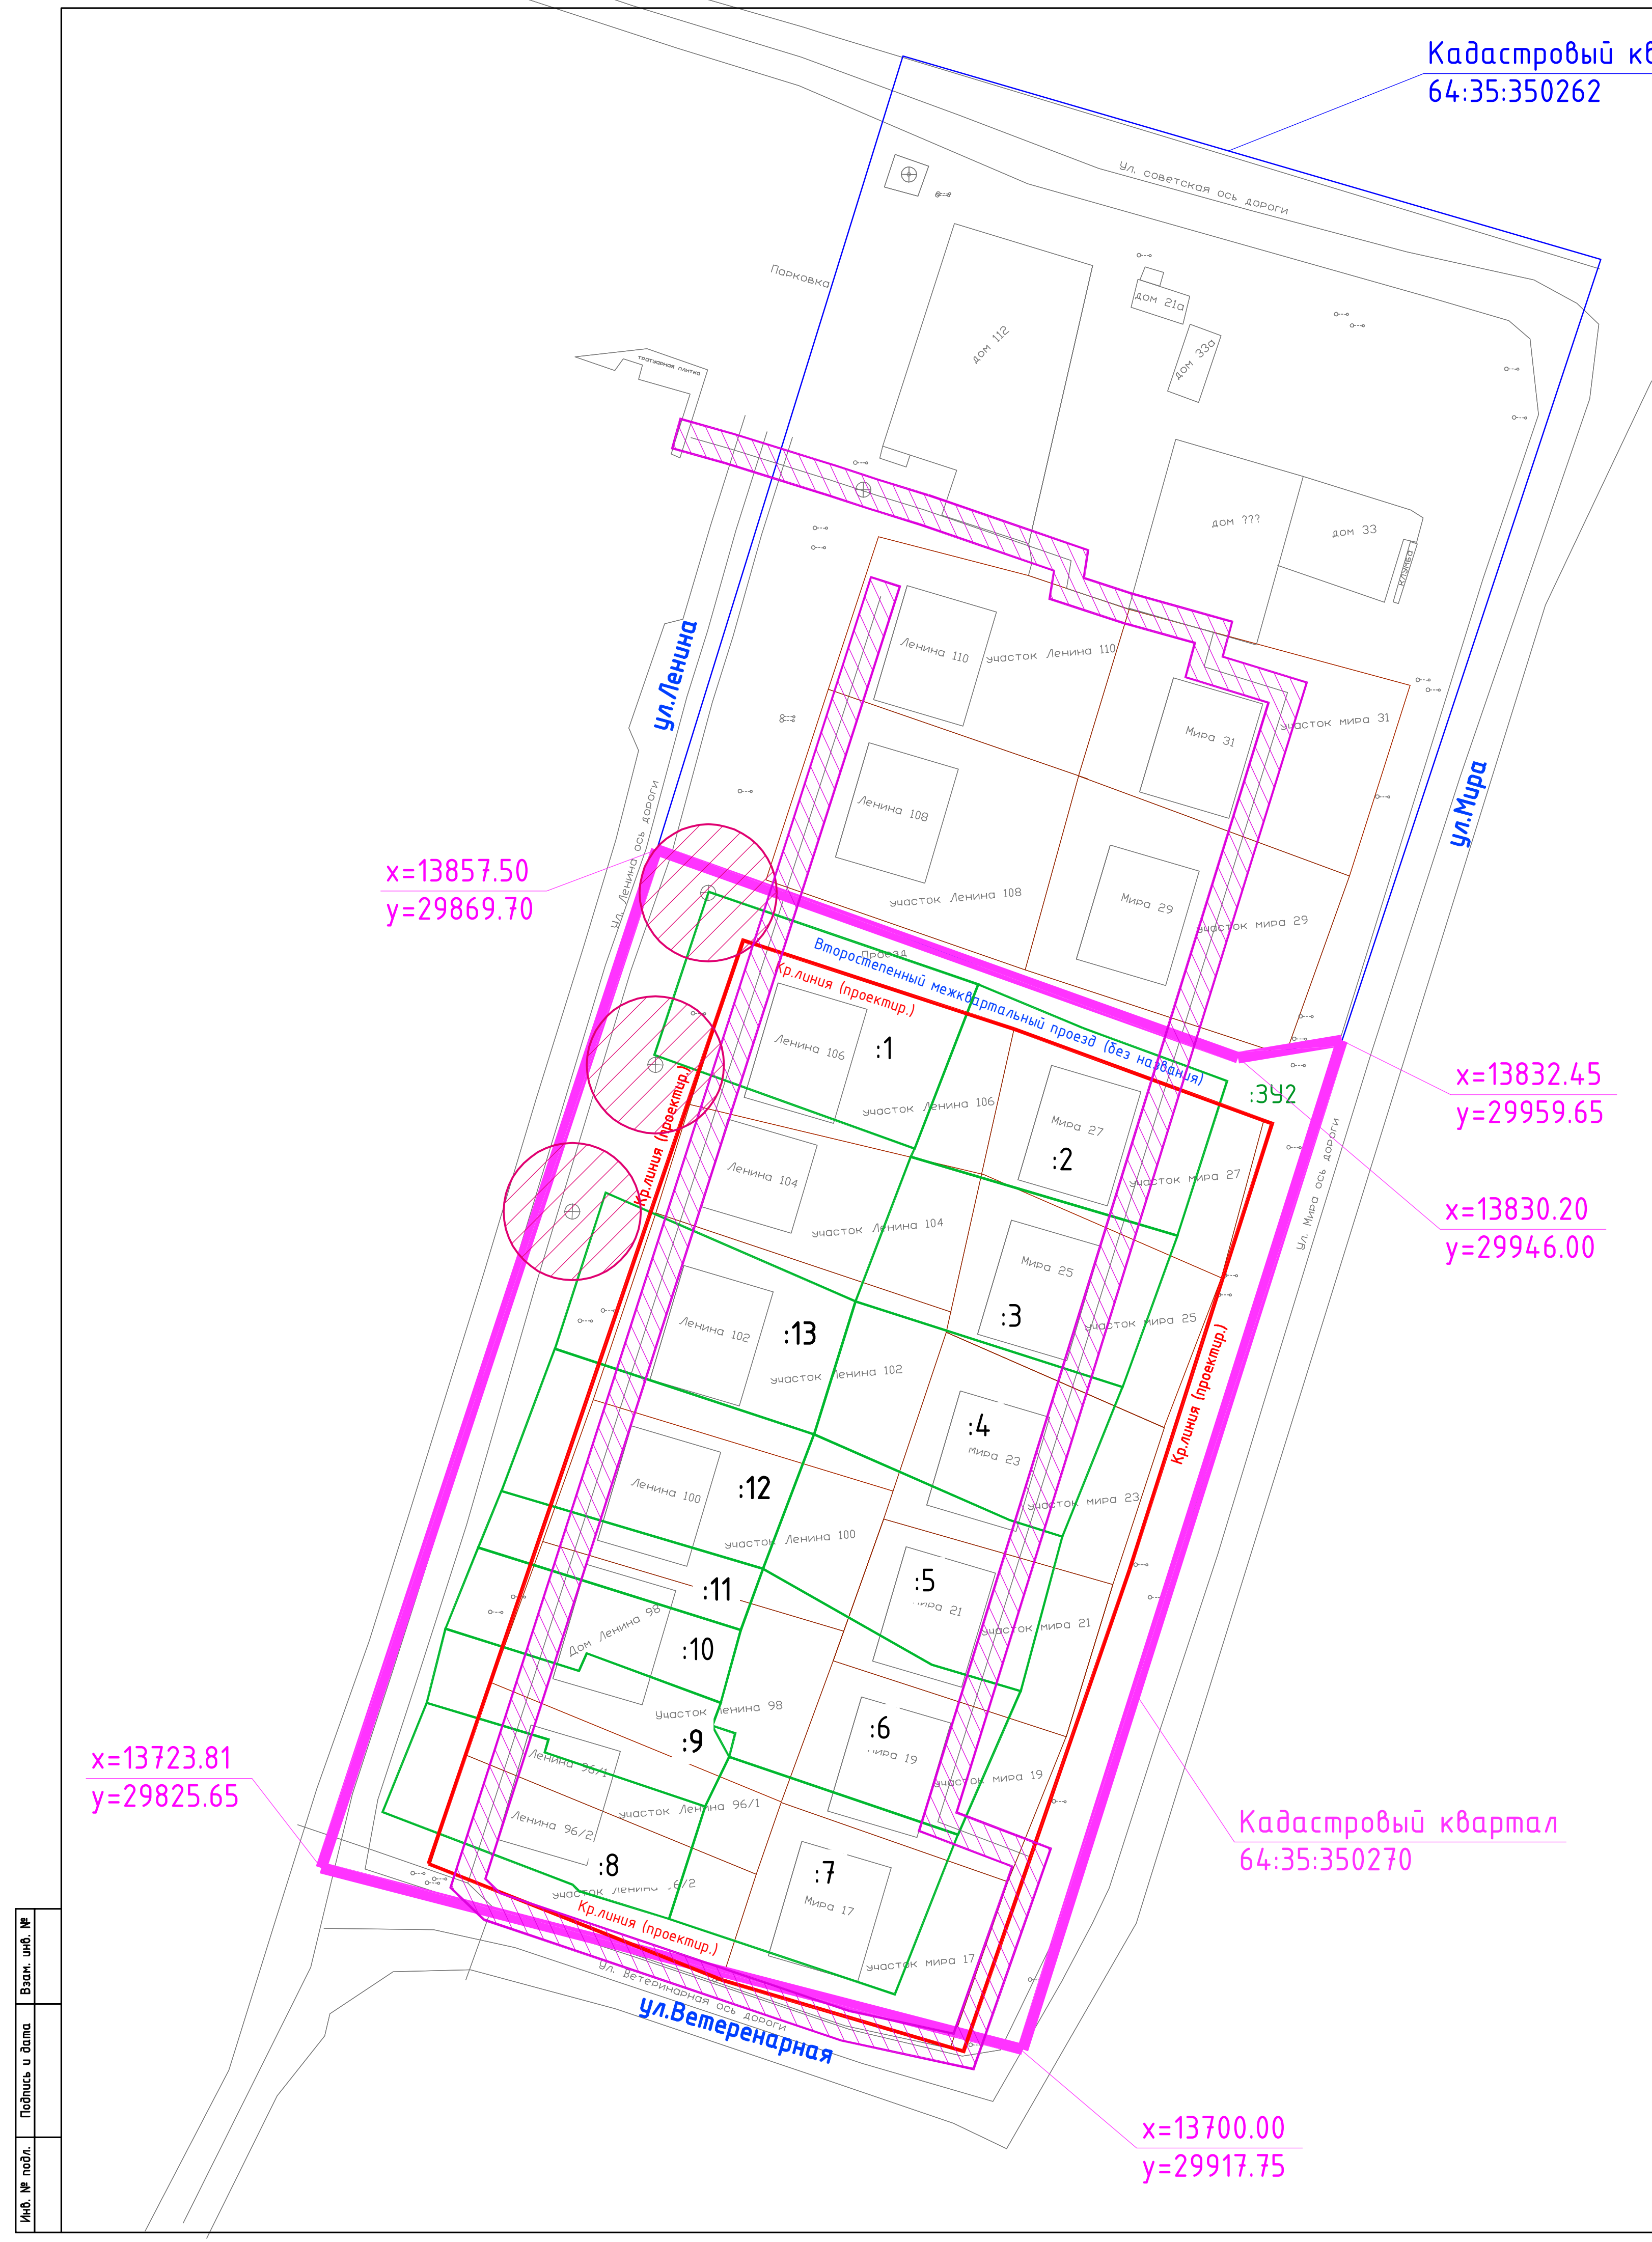 Кадастровый кв
64:35:350262
Ул. советская ось дороги
Парковка
дом 21а
дом 112
дом 33а
тротуарная плитка
дом ???
дом 33
клумба
ул.Ленина
Ленина 110
участок Ленина 110
Мира 31
участок мира 31
ул.Мира
Ленина 108
Ул. Ленина ось дороги
участок Ленина 108
Мира 29
участок мира 29
x=13857.50
y=29869.70
Проезд
Второстепенный межквартальный проезд (без названия)
Кр.линия (проектир.)
Ленина 106
:1
участок Ленина 106
:ЗУ2
x=13832.45
y=29959.65
Кр.линия (проектир.)
Мира 27
:2
участок мира 27
Ул. Мира ось дороги
Ленина 104
участок Ленина 104
x=13830.20
y=29946.00
Мира 25
:3
участок мира 25
Ленина 102
:13
участок Ленина 102
Кр.линия (проектир.)
:4
мира 23
участок мира 23
Ленина 100
:12
участок Ленина 100
:5
мира 21
участок мира 21
:11
Дом Ленина 98
:10
Участок Ленина 98
:6
мира 19
участок мира 19
:9
Ленина 96/1
участок Ленина 96/1
Ленина 96/2
x=13723.81
y=29825.65
Кадастровый квартал
64:35:350270
:8
участок Ленина 96/2
:7
Мира 17
участок мира 17
Кр.линия (проектир.)
Ул. Ветеринарная ось дороги
ул.Ветеренарная
x=13700.00
y=29917.75
Взам. инв. №
Подпись и дата
Инв. № подл.